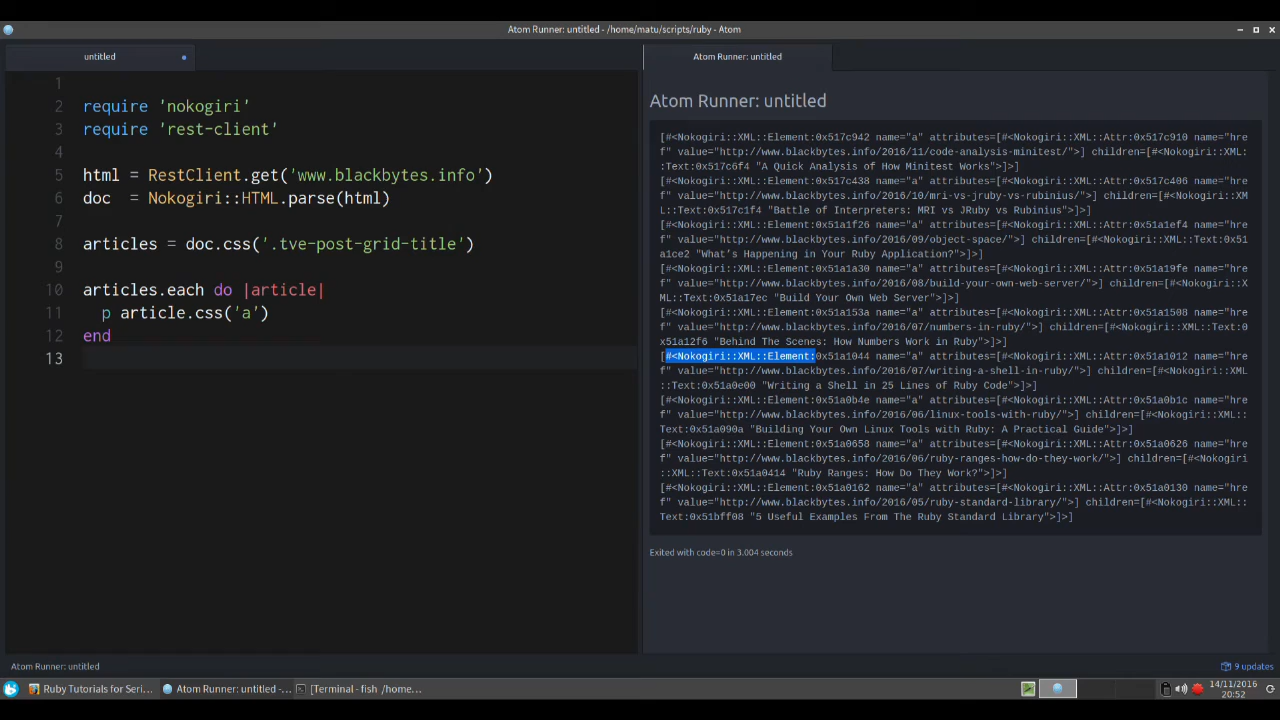 Atom Runner: untitled - /home/matu/scripts/ruby - Atom
untitled
Atom Runner: untitled
1
2 require 'nokogiri'
3 require 'rest-client'
4
5 html = RestClient.get('www.blackbytes.info')
6 doc  = Nokogiri::HTML.parse(html)
7
8 articles = doc.css('.tve-post-grid-title')
9
10 articles.each do |article|
11   p article.css('a')
12 end
13
Atom Runner: untitled
[#<Nokogiri::XML::Element:0x517c942 name="a" attributes=[#<Nokogiri::XML::Attr:0x517c910 name="hre
f" value="http://www.blackbytes.info/2016/11/code-analysis-minitest/">] children=[#<Nokogiri::XML:
:Text:0x517c6f4 "A Quick Analysis of How Minitest Works">]>]
[#<Nokogiri::XML::Element:0x517c438 name="a" attributes=[#<Nokogiri::XML::Attr:0x517c406 name="hre
f" value="http://www.blackbytes.info/2016/10/mri-vs-jruby-vs-rubinius/">] children=[#<Nokogiri::XM
L::Text:0x517c1f4 "Battle of Interpreters: MRI vs JRuby vs Rubinius">]>]
[#<Nokogiri::XML::Element:0x51a1f26 name="a" attributes=[#<Nokogiri::XML::Attr:0x51a1ef4 name="hre
f" value="http://www.blackbytes.info/2016/09/object-space/">] children=[#<Nokogiri::XML::Text:0x51
a1ce2 "What's Happening in Your Ruby Application?">]>]
[#<Nokogiri::XML::Element:0x51a1a30 name="a" attributes=[#<Nokogiri::XML::Attr:0x51a19fe name="hre
f" value="http://www.blackbytes.info/2016/08/build-your-own-web-server/">] children=[#<Nokogiri::X
ML::Text:0x51a17ec "Build Your Own Web Server">]>]
[#<Nokogiri::XML::Element:0x51a153a name="a" attributes=[#<Nokogiri::XML::Attr:0x51a1508 name="hre
f" value="http://www.blackbytes.info/2016/07/numbers-in-ruby/">] children=[#<Nokogiri::XML::Text:0
x51a12f6 "Behind The Scenes: How Numbers Work in Ruby">]>]
[#<Nokogiri::XML::Element:0x51a1044 name="a" attributes=[#<Nokogiri::XML::Attr:0x51a1012 name="hre
f" value="http://www.blackbytes.info/2016/07/writing-a-shell-in-ruby/">] children=[#<Nokogiri::XML
::Text:0x51a0e00 "Writing a Shell in 25 Lines of Ruby Code">]>]
[#<Nokogiri::XML::Element:0x51a0b4e name="a" attributes=[#<Nokogiri::XML::Attr:0x51a0b1c name="hre
f" value="http://www.blackbytes.info/2016/06/linux-tools-with-ruby/">] children=[#<Nokogiri::XML::
Text:0x51a090a "Building Your Own Linux Tools with Ruby: A Practical Guide">]>]
[#<Nokogiri::XML::Element:0x51a0658 name="a" attributes=[#<Nokogiri::XML::Attr:0x51a0626 name="hre
f" value="http://www.blackbytes.info/2016/06/ruby-ranges-how-do-they-work/">] children=[#<Nokogiri
::XML::Text:0x51a0414 "Ruby Ranges: How Do They Work?">]>]
[#<Nokogiri::XML::Element:0x51a0162 name="a" attributes=[#<Nokogiri::XML::Attr:0x51a0130 name="hre
f" value="http://www.blackbytes.info/2016/05/ruby-standard-library/">] children=[#<Nokogiri::XML::
Text:0x51bff08 "5 Useful Examples From The Ruby Standard Library">]>]
Exited with code=0 in 3.004 seconds
Atom Runner: untitled
9 updates
Ruby Tutorials for Seri...
Atom Runner: untitled -...
[Terminal - fish /home...
14/11/2016
20:52